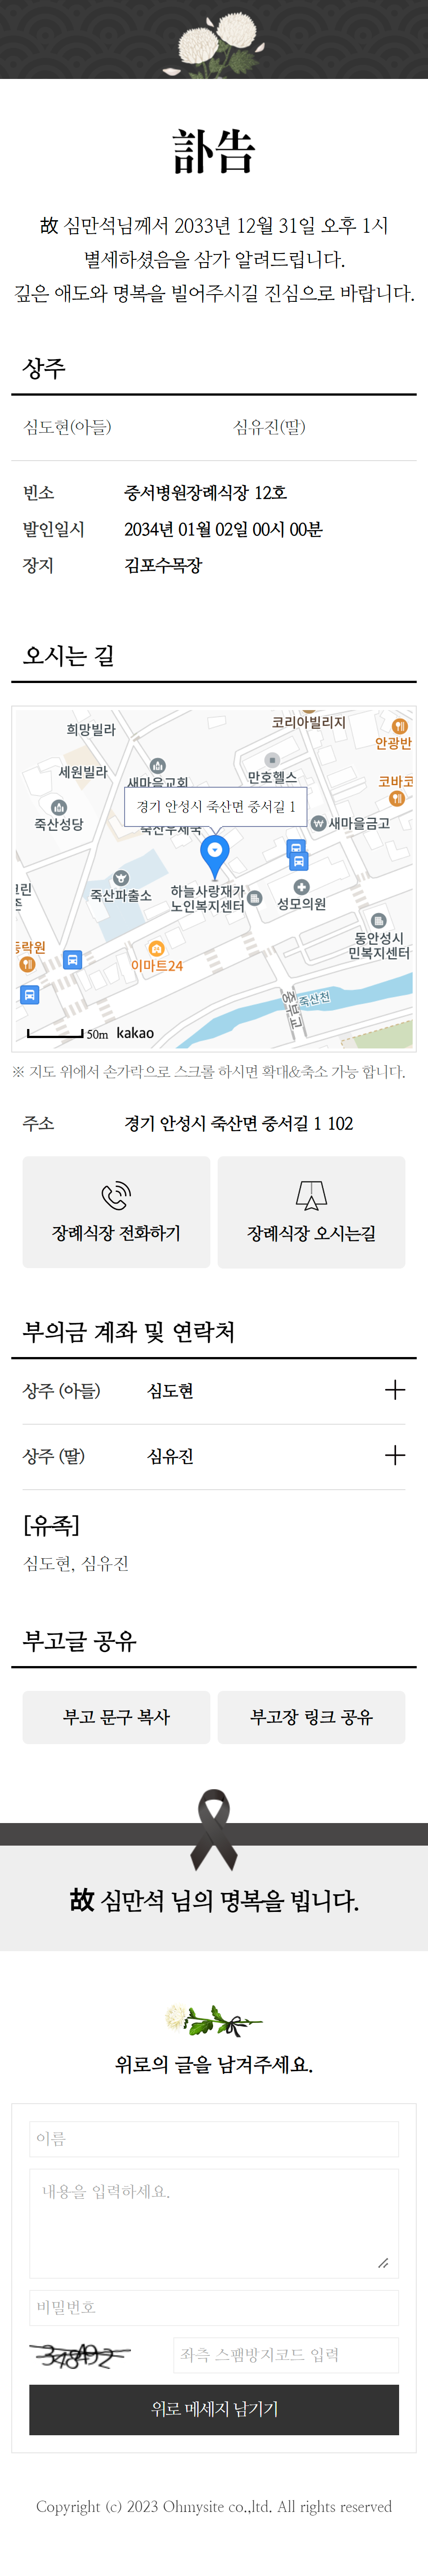 訃告
故 심만석님께서 2033년 12월 31일 오후 1시
별세하셨음을 삼가 알려드립니다.
깊은 애도와 명복을 빌어주시길 진심으로 바랍니다.
상주
심도현(아들) 심유진(딸)
빈소 중서병원장례식장 12호
발인일시 2034년 01월 02일 00시 00분
장지 김포수목장
오시는 길
코리아빌리지
희망빌라
안광반
세원빌라
만호헬스
새마을교회
코바코
경기 안성시 죽산면 중서길 1
죽산성당
죽산우체국
새마을금고
죽산파출소
하늘사랑재가
노인복지센터
성모의원
동안성시
민복지센터
이마트24
죽산천
중부교
50m kakao
※ 지도 위에서 손가락으로 스크롤 하시면 확대&축소 가능 합니다.
주소 경기 안성시 죽산면 중서길 1 102
장례식장 전화하기 장례식장 오시는길
부의금 계좌 및 연락처
상주 (아들) 심도현
상주 (딸) 심유진
[유족]
심도현, 심유진
부고글 공유
부고 문구 복사 부고장 링크 공유
故 심만석 님의 명복을 빕니다.
위로의 글을 남겨주세요.
이름
내용을 입력하세요.
비밀번호
좌측 스팸방지코드 입력
위로 메세지 남기기
Copyright (c) 2023 Ohmysite co.,ltd. All rights reserved